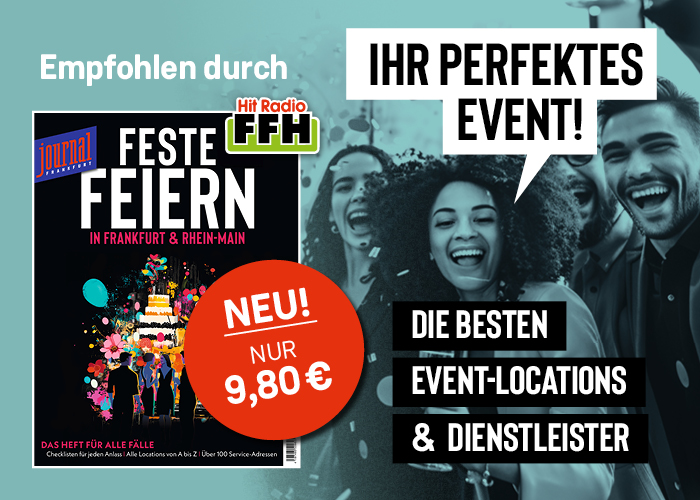 Empfohlen durch
Hit Radio
FFH
IHR PERFEKTES
EVENT!
Journal
FRANKFURT
FESTE
FEIERN
IN FRANKFURT & RHEIN-MAIN
NEU!
NUR
9,80 €
DIE BESTEN
EVENT-LOCATIONS
& DIENSTLEISTER
DAS HEFT FÜR ALLE FÄLLE
Checklisten für jeden Anlass | Alle Locations von A bis Z | Über 100 Service-Adressen